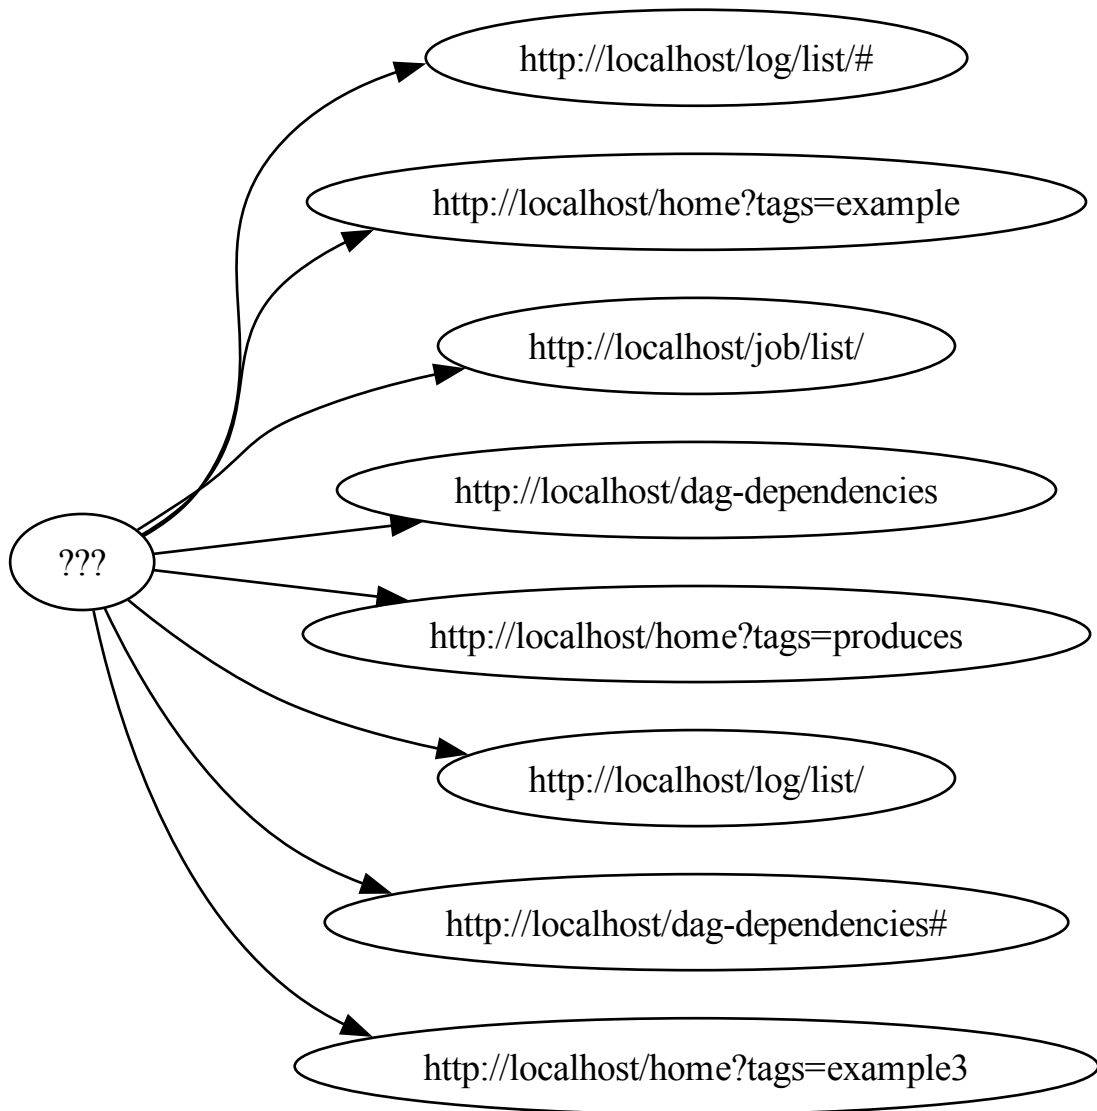 http://localhost/log/list/#
http://localhost/home?tags=example
http://localhost/job/list/
http://localhost/dag-dependencies
???
http://localhost/home?tags=produces
http://localhost/log/list/
http://localhost/dag-dependencies#
http://localhost/home?tags=example3